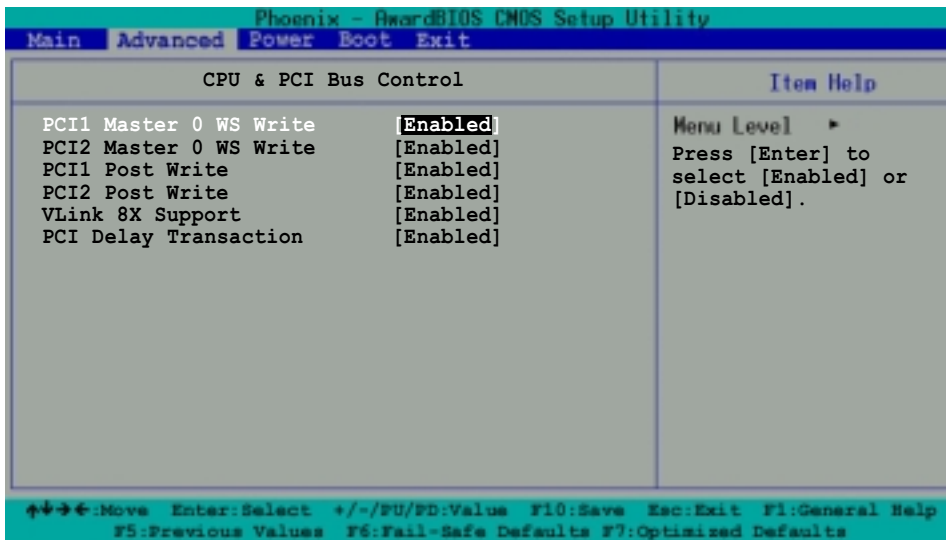 Phoenix - AwardBIOS CMOS Setup Utility
Main Advanced Power Boot Exit
CPU & PCI Bus Control
PCI1 Master 0 WS Write [Enabled]
PCI2 Master 0 WS Write [Enabled]
PCI1 Post Write [Enabled]
PCI2 Post Write [Enabled]
VLink 8X Support [Enabled]
PCI Delay Transaction [Enabled]
Item Help
Menu Level ►
Press [Enter] to
select [Enabled] or
[Disabled].
↑↓→←:Move Enter:Select +/-/PU/PD:Value F10:Save Esc:Exit F1:General Help
F5:Previous Values F6:Fail-Safe Defaults F7:Optimized Defaults